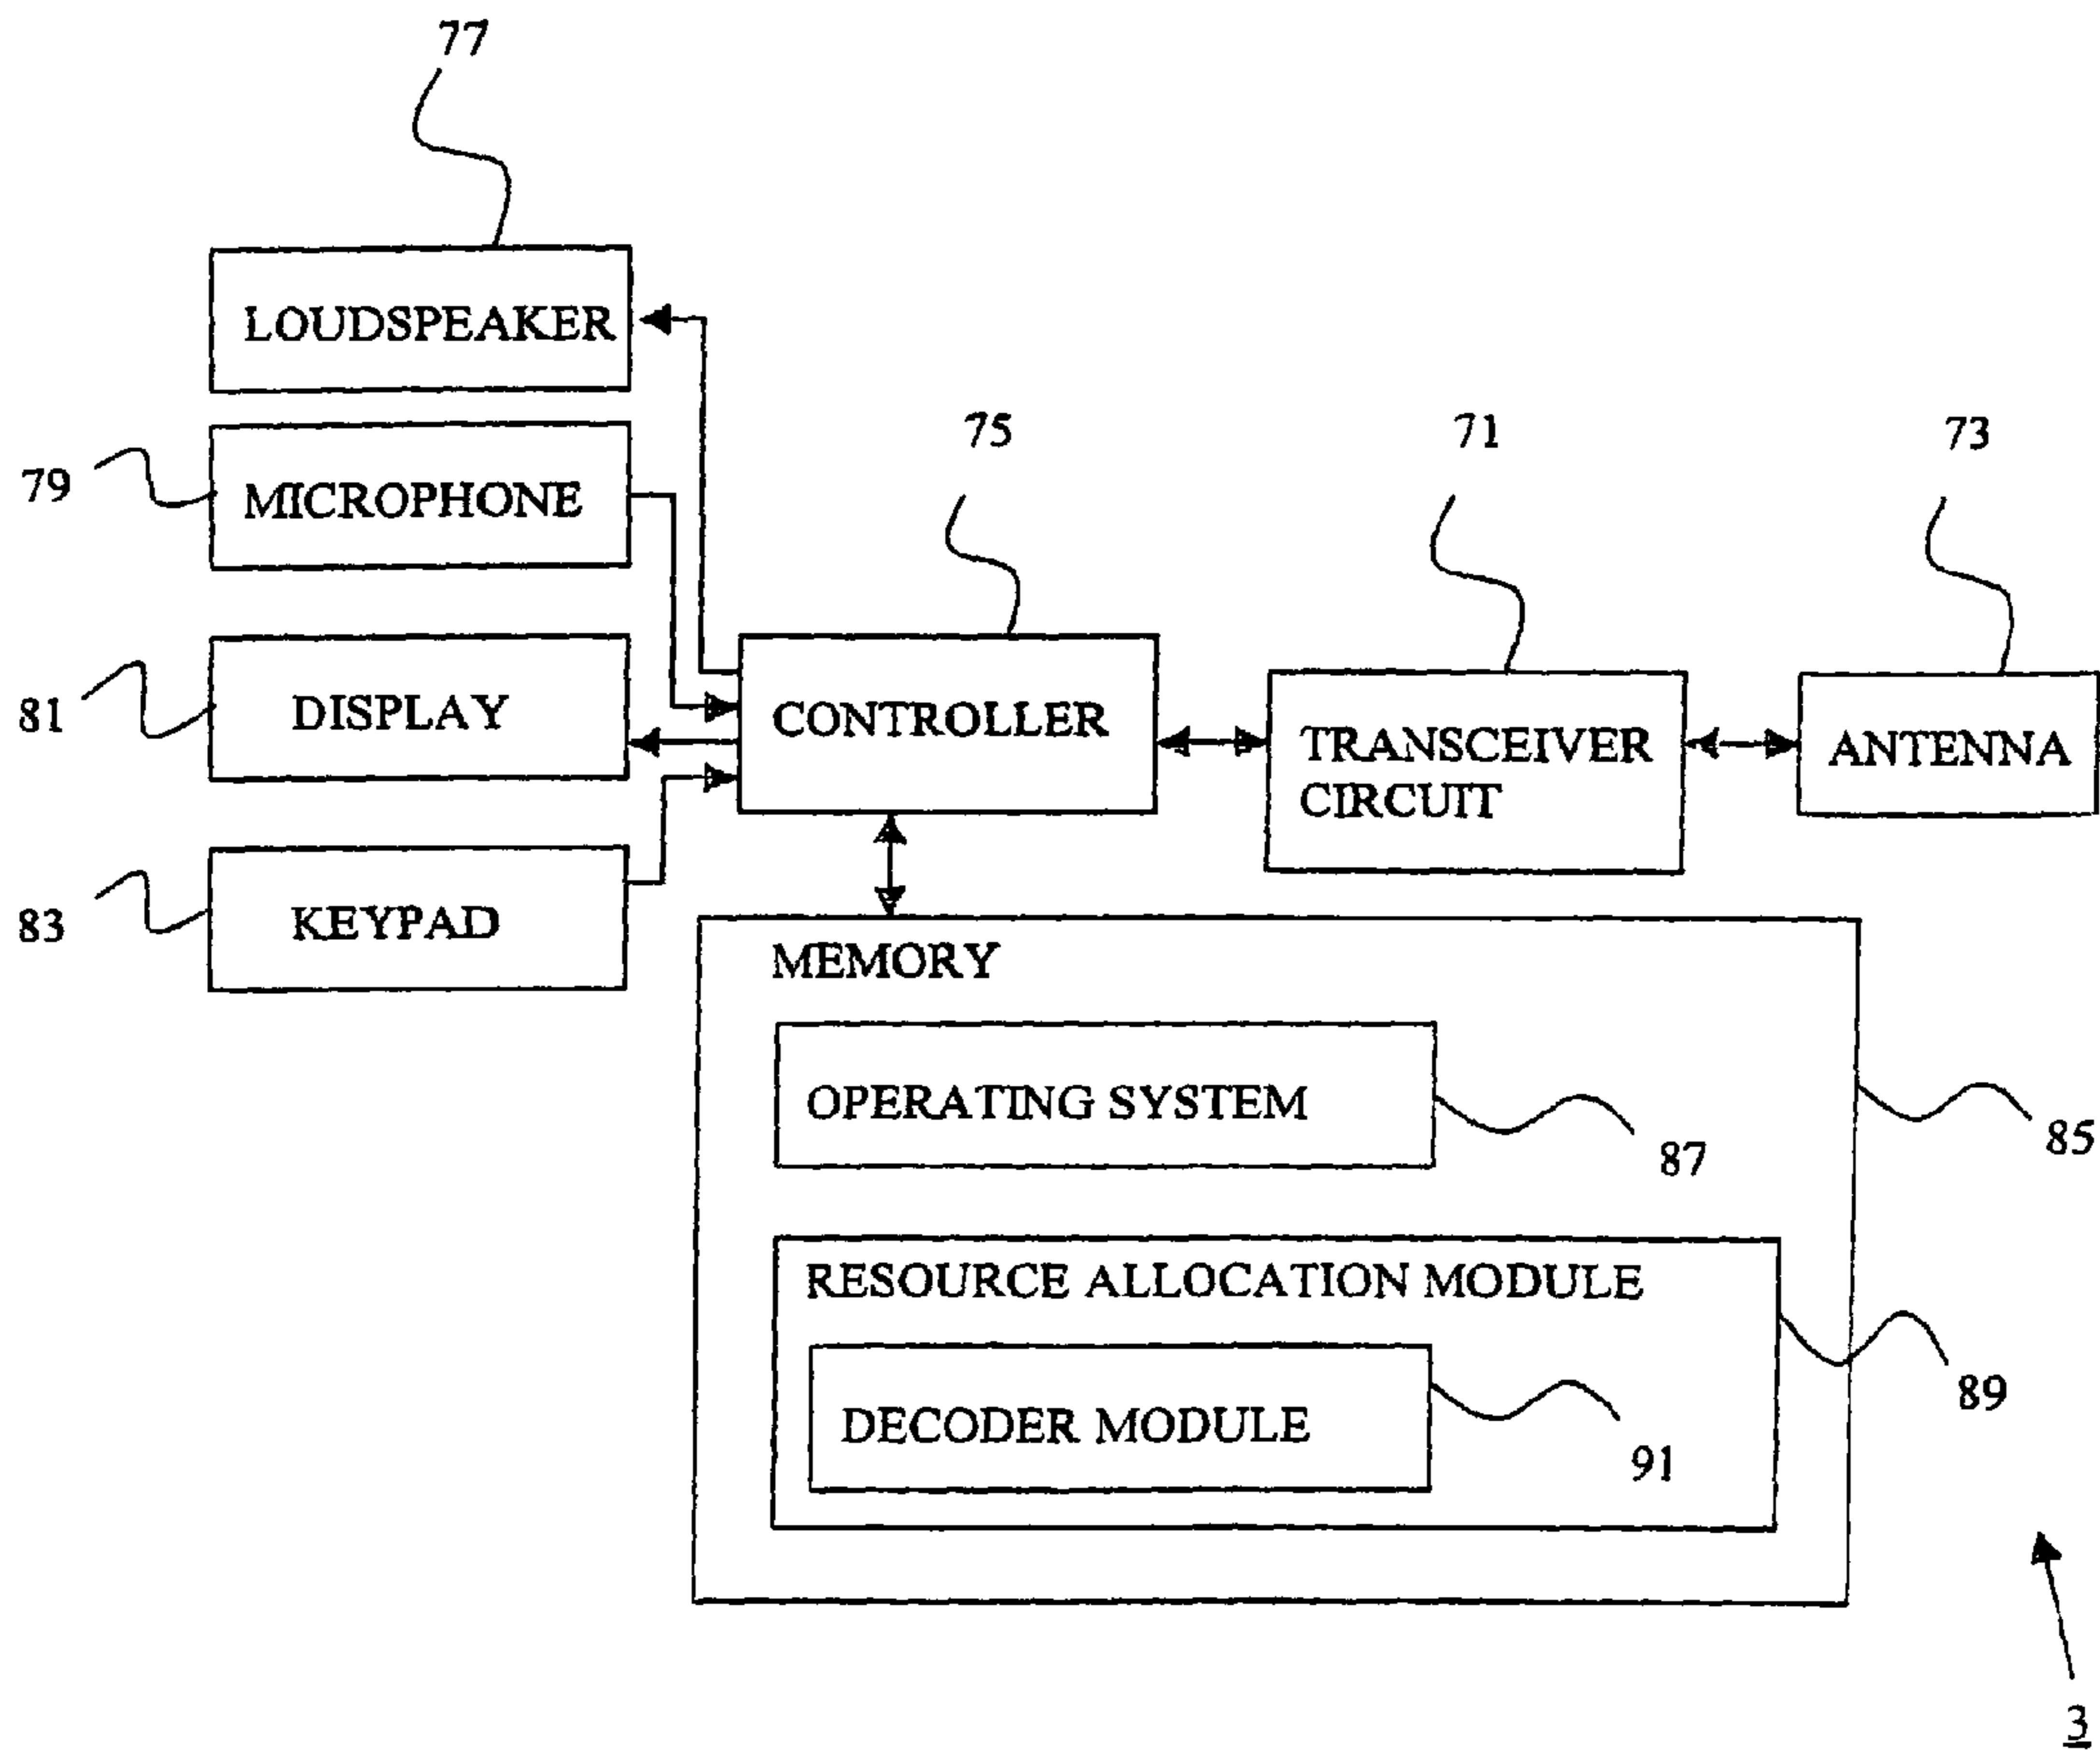 77
LOUDSPEAKER
79
MICROPHONE
75
71
73
81
DISPLAY
CONTROLLER
TRANSCEIVER
CIRCUIT
ANTENNA
83
KEYPAD
MEMORY
OPERATING SYSTEM
87
85
RESOURCE ALLOCATION MODULE
89
DECODER MODULE
91
3